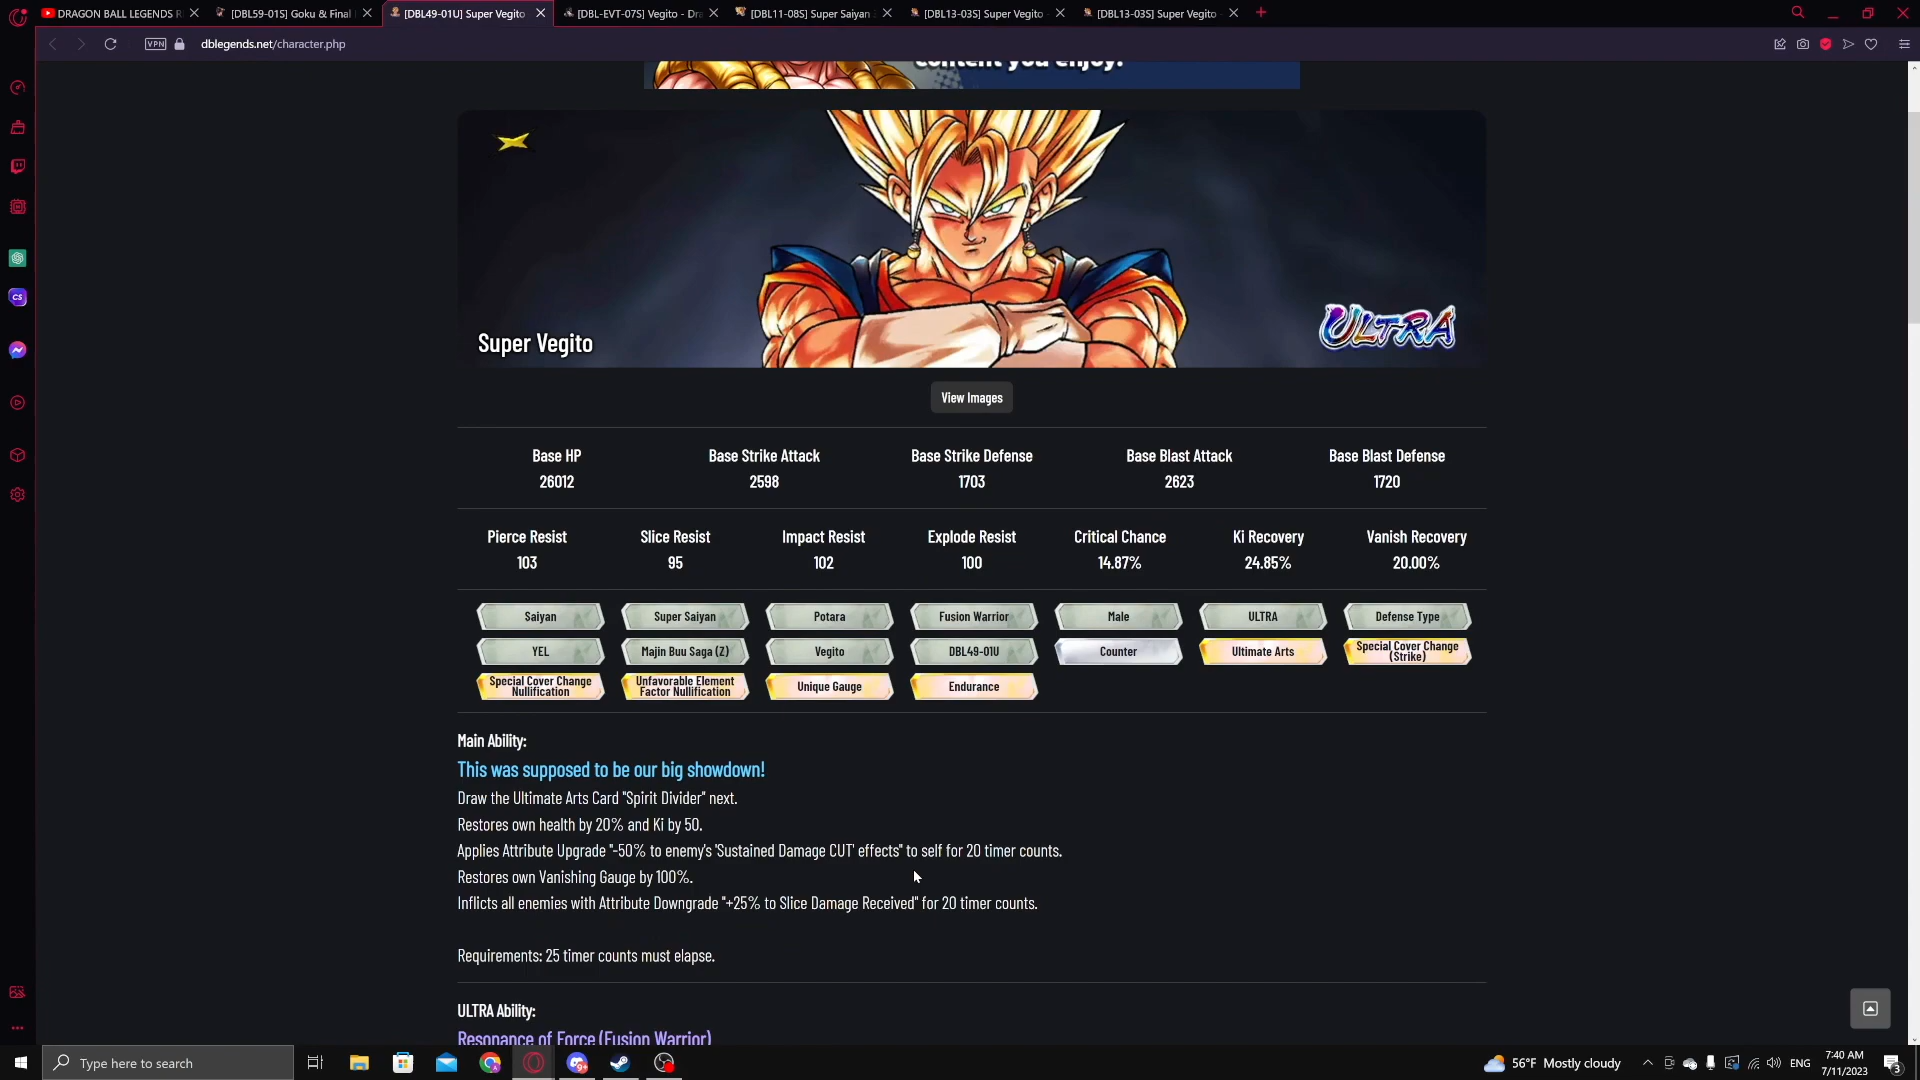 DRAGON BALL LEGENDS R
[DBL59-01S] Goku & Final
[DBL49-01U] Super Vegito
[DBL-EVT-07S] Vegito - Dra
[DBL11-08S] Super Saiyan
[DBL13-03S] Super Vegito
[DBL13-03S] Super Vegito
VPN
dblegends.net/character.php
content you enjoy!
Super Vegito
ULTRA
View Images
Base HP
Base Strike Attack
Base Strike Defense
Base Blast Attack
Base Blast Defense
26012
2598
1703
2623
1720
Pierce Resist
Slice Resist
Impact Resist
Explode Resist
Critical Chance
Ki Recovery
Vanish Recovery
103
95
102
100
14.87%
24.85%
20.00%
Saiyan
Super Saiyan
Potara
Fusion Warrior
Male
ULTRA
Defense Type
YEL
Majin Buu Saga (Z)
Vegito
DBL49-01U
Counter
Ultimate Arts
Special Cover Change
(Strike)
Special Cover Change
Nullification
Unfavorable Element
Factor Nullification
Unique Gauge
Endurance
Main Ability:
This was supposed to be our big showdown!
Draw the Ultimate Arts Card "Spirit Divider" next.
Restores own health by 20% and Ki by 50.
Applies Attribute Upgrade "-50% to enemy's 'Sustained Damage CUT' effects" to self for 20 timer counts.
Restores own Vanishing Gauge by 100%.
Inflicts all enemies with Attribute Downgrade "+25% to Slice Damage Received" for 20 timer counts.
Requirements: 25 timer counts must elapse.
ULTRA Ability:
Resonance of Force (Fusion Warrior)
CS
Type here to search
9+
56°F Mostly cloudy
ENG
7:40 AM
7/11/2023
3